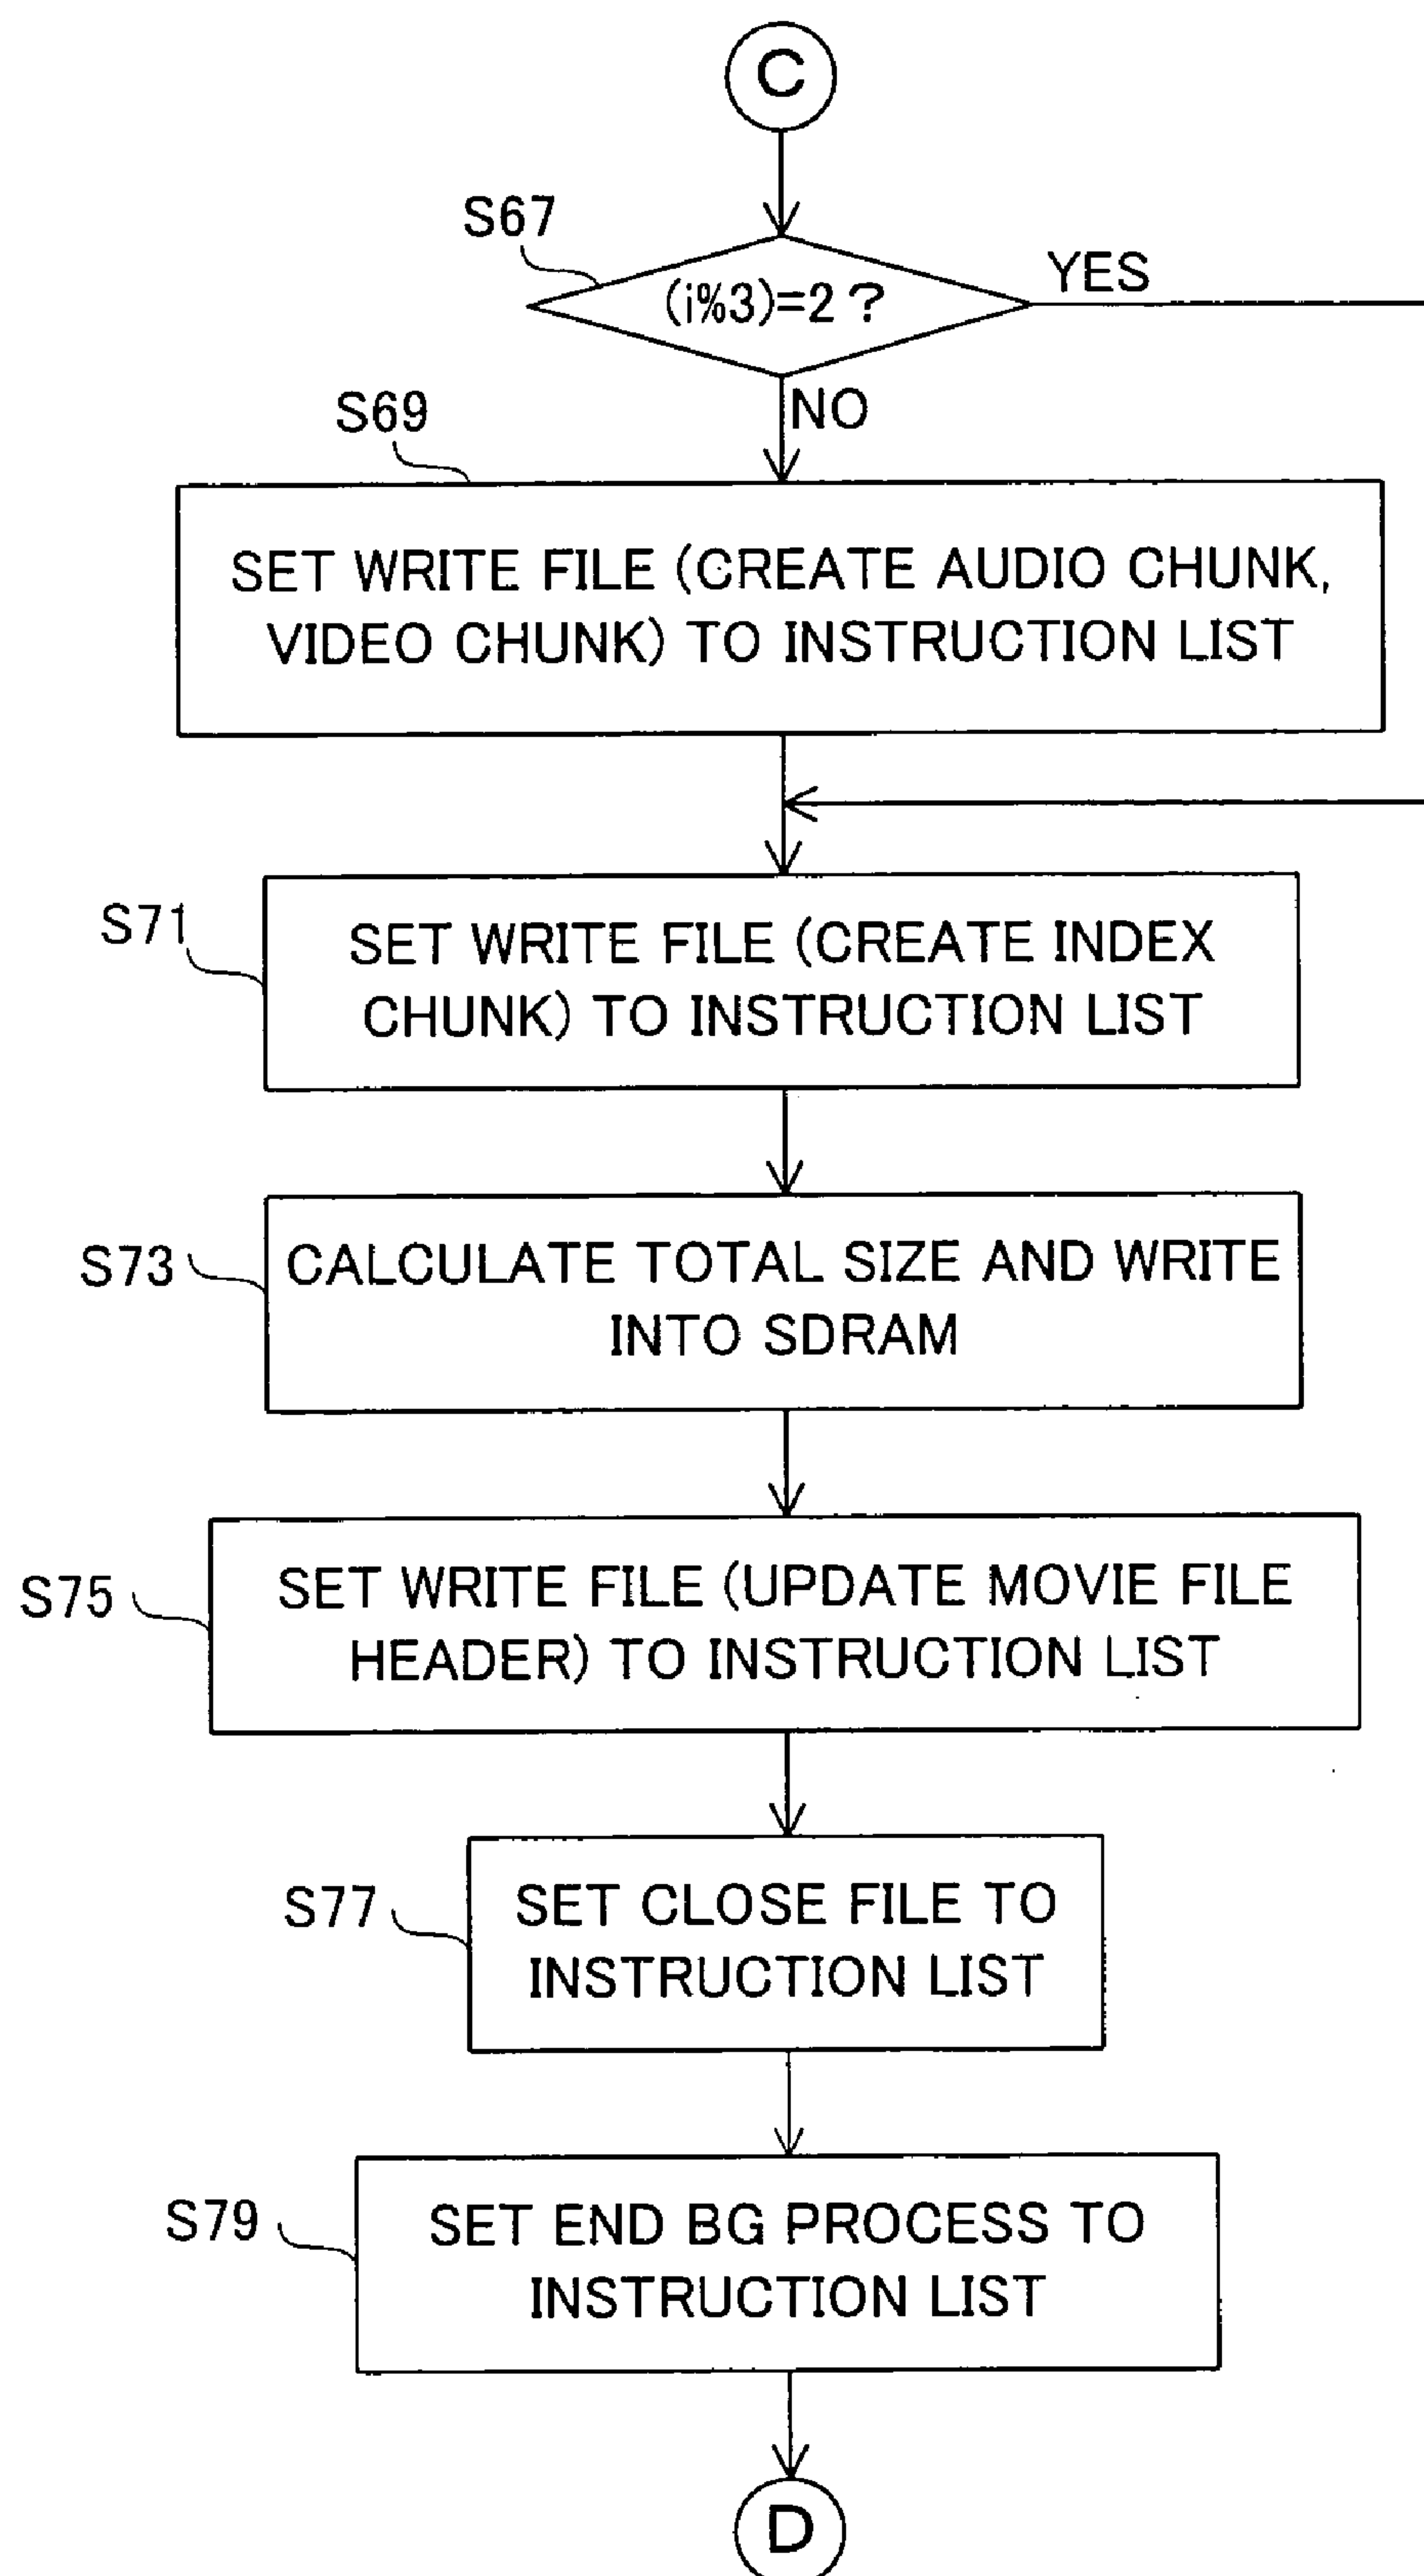 C
S67
(i%3)=2?
YES
NO
S69
SET WRITE FILE (CREATE AUDIO CHUNK,
VIDEO CHUNK) TO INSTRUCTION LIST
S71
SET WRITE FILE (CREATE INDEX
CHUNK) TO INSTRUCTION LIST
S73
CALCULATE TOTAL SIZE AND WRITE
INTO SDRAM
S75
SET WRITE FILE (UPDATE MOVIE FILE
HEADER) TO INSTRUCTION LIST
S77
SET CLOSE FILE TO
INSTRUCTION LIST
S79
SET END BG PROCESS TO
INSTRUCTION LIST
D